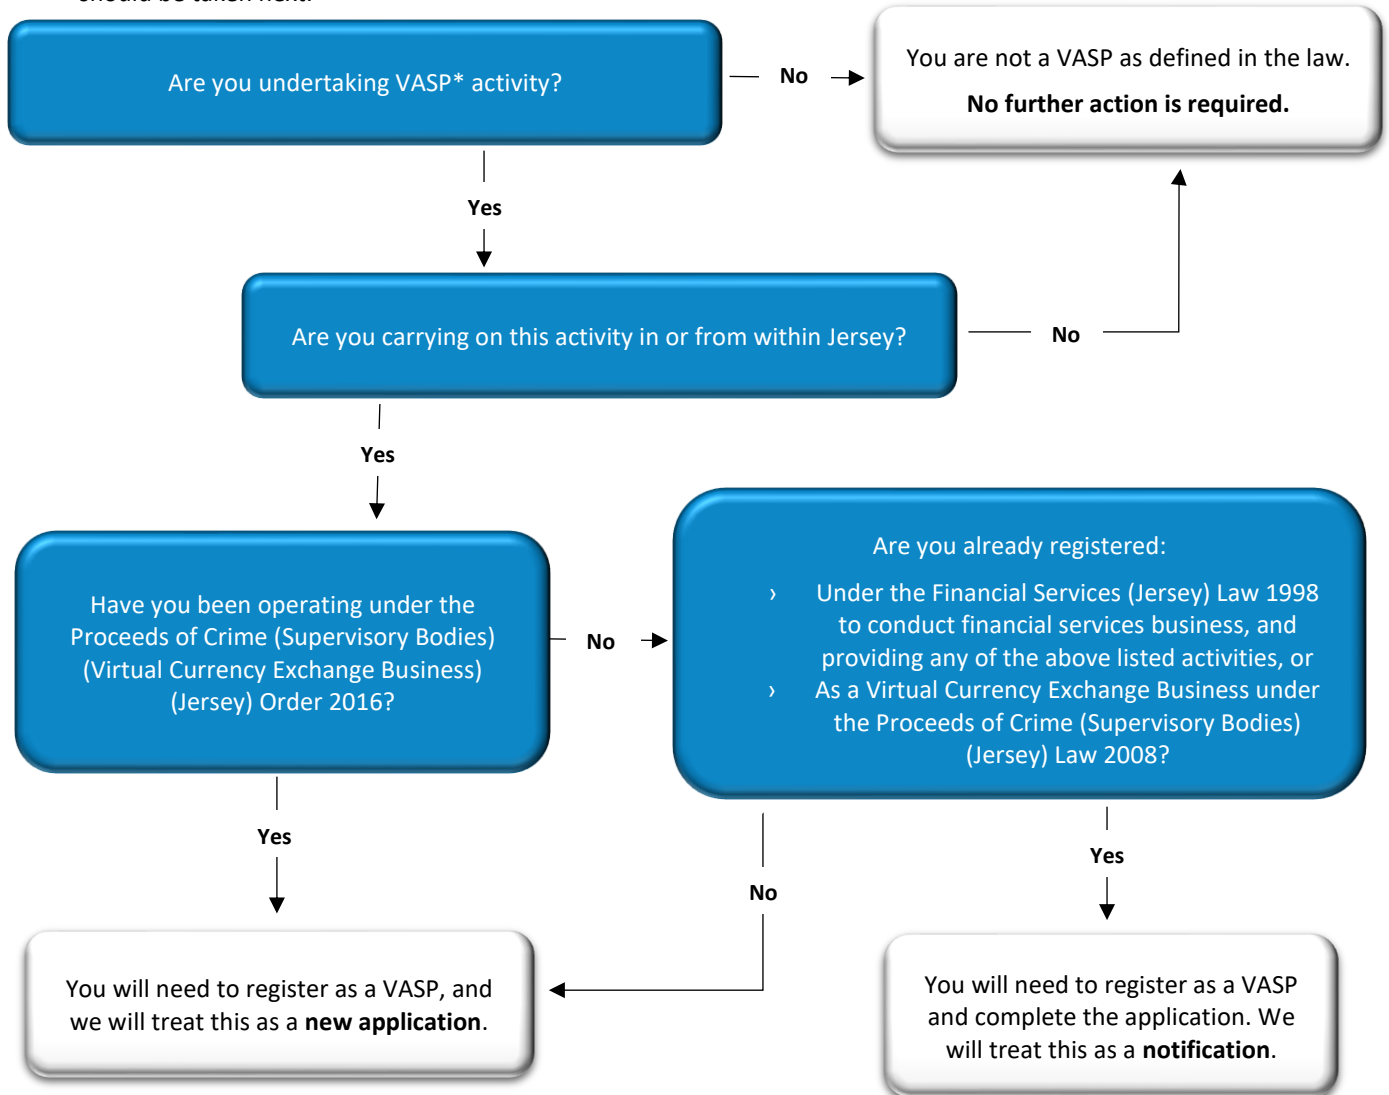 should be taken next.
Are you undertaking VASP* activity?
No
You are not a VASP as defined in the law.
No further action is required.
Yes
Are you carrying on this activity in or from within Jersey?
No
Yes
Have you been operating under the
Proceeds of Crime (Supervisory Bodies)
(Virtual Currency Exchange Business)
(Jersey) Order 2016?
No
Are you already registered:
› Under the Financial Services (Jersey) Law 1998
to conduct financial services business, and
providing any of the above listed activities, or
› As a Virtual Currency Exchange Business under
the Proceeds of Crime (Supervisory Bodies)
(Jersey) Law 2008?
Yes
No
Yes
You will need to register as a VASP, and
we will treat this as a new application.
You will need to register as a VASP
and complete the application. We
will treat this as a notification.